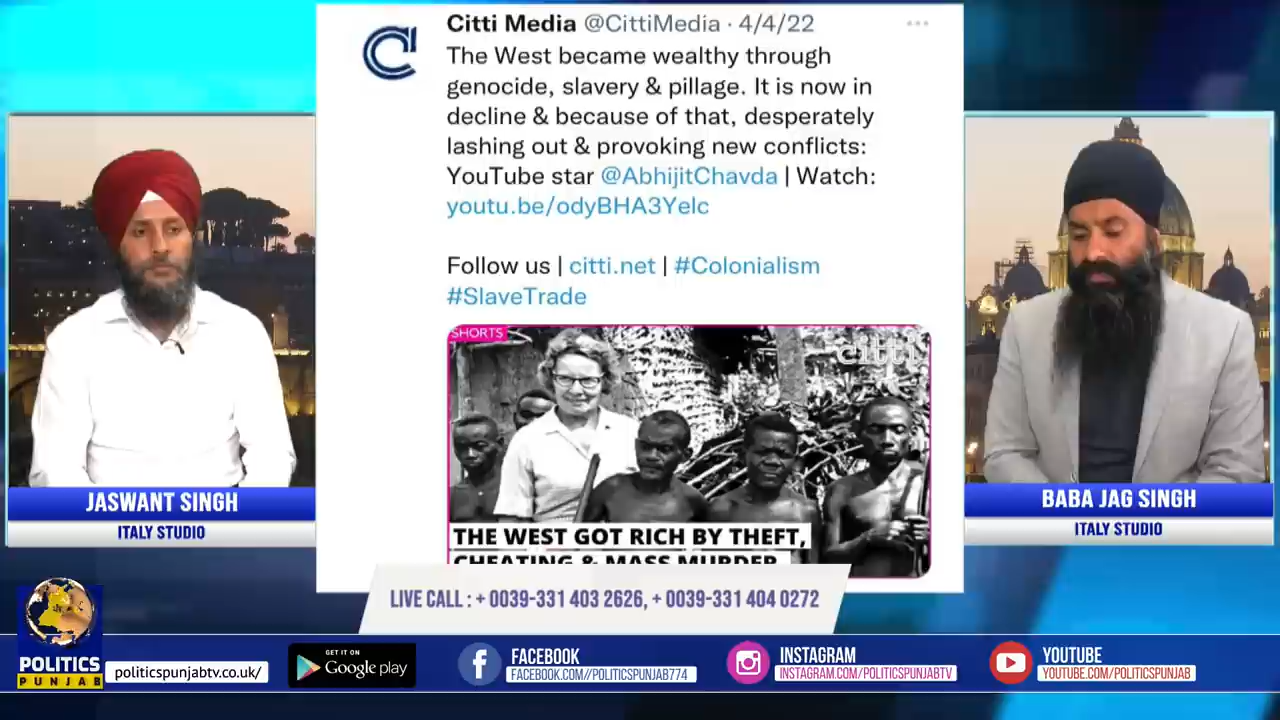 Citti Media @CittiMedia · 4/4/22
The West became wealthy through
genocide, slavery & pillage. It is now in
decline & because of that, desperately
lashing out & provoking new conflicts:
YouTube star @AbhijitChavda | Watch:
youtu.be/odyBHA3Yelc
Follow us | citti.net | #Colonialism
#SlaveTrade
SHORTS
citti
THE WEST GOT RICH BY THEFT,
CHEATING & MASS MURDER
JASWANT SINGH
ITALY STUDIO
BABA JAG SINGH
ITALY STUDIO
LIVE CALL : + 0039-331 403 2626, + 0039-331 404 0272
POLITICS
PUNJAB
politicspunjabtv.co.uk/
GET IT ON
Google play
FACEBOOK
FACEBOOK.COM//POLITICSPUNJAB774
INSTAGRAM
INSTAGRAM.COM/POLITICSPUNJABTV
YOUTUBE
YOUTUBE.COM/POLITICSPUNJAB